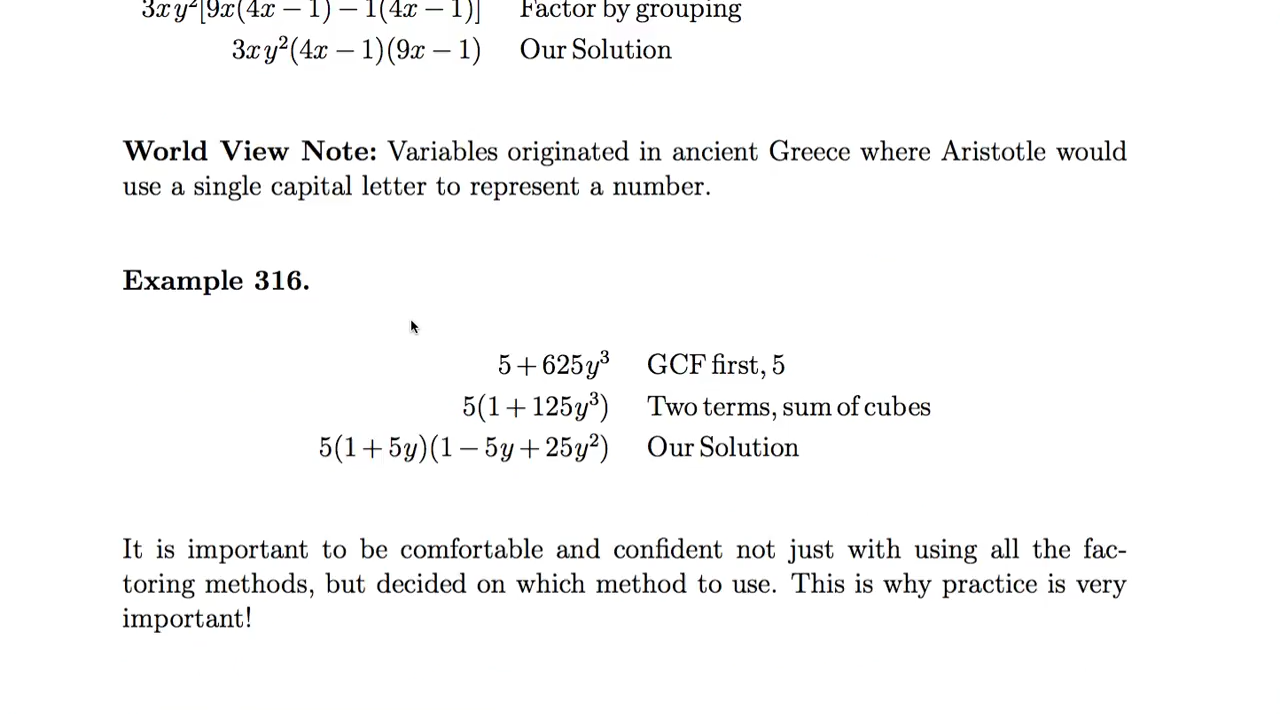 3xy²[9x(4x − 1) − 1(4x − 1)] Factor by grouping
3xy²(4x − 1)(9x − 1) Our Solution
World View Note: Variables originated in ancient Greece where Aristotle would
use a single capital letter to represent a number.
Example 316.
5 + 625y³ GCF first, 5
5(1 + 125y³) Two terms, sum of cubes
5(1 + 5y)(1 − 5y + 25y²) Our Solution
It is important to be comfortable and confident not just with using all the fac-
toring methods, but decided on which method to use. This is why practice is very
important!